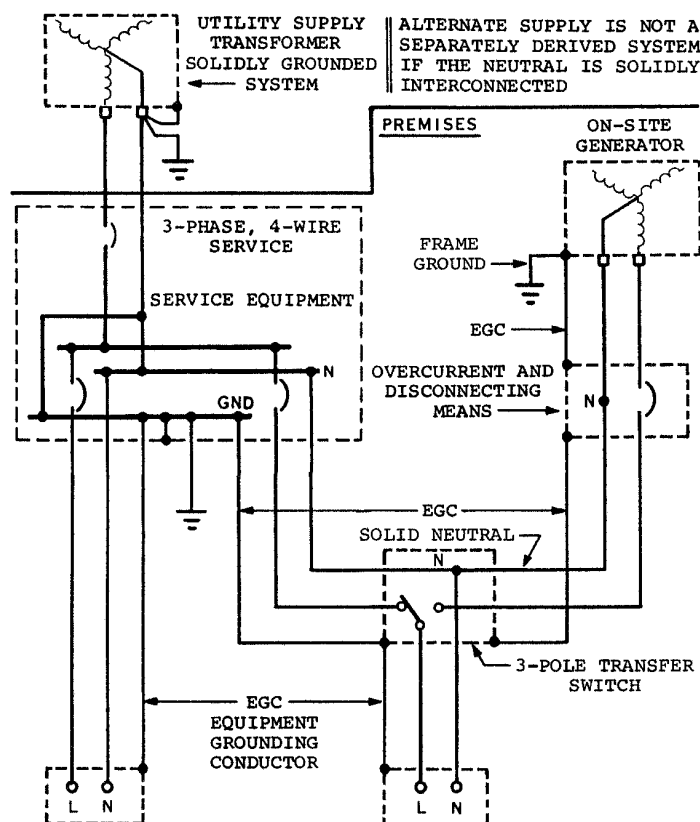 UTILITY SUPPLY
TRANSFORMER
SOLIDLY GROUNDED
SYSTEM
ALTERNATE SUPPLY IS NOT A
SEPARATELY DERIVED SYSTEM
IF THE NEUTRAL IS SOLIDLY
INTERCONNECTED
PREMISES
ON-SITE
GENERATOR
3-PHASE, 4-WIRE
SERVICE
FRAME
GROUND
SERVICE EQUIPMENT
EGC
N
OVERCURRENT AND
DISCONNECTING
MEANS
N
GND
EGC
SOLID NEUTRAL
N
3-POLE TRANSFER
SWITCH
EGC
EQUIPMENT
GROUNDING
CONDUCTOR
L N
L N